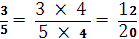 3/5 = (3 × 4)/(5 × 4) = 12/20